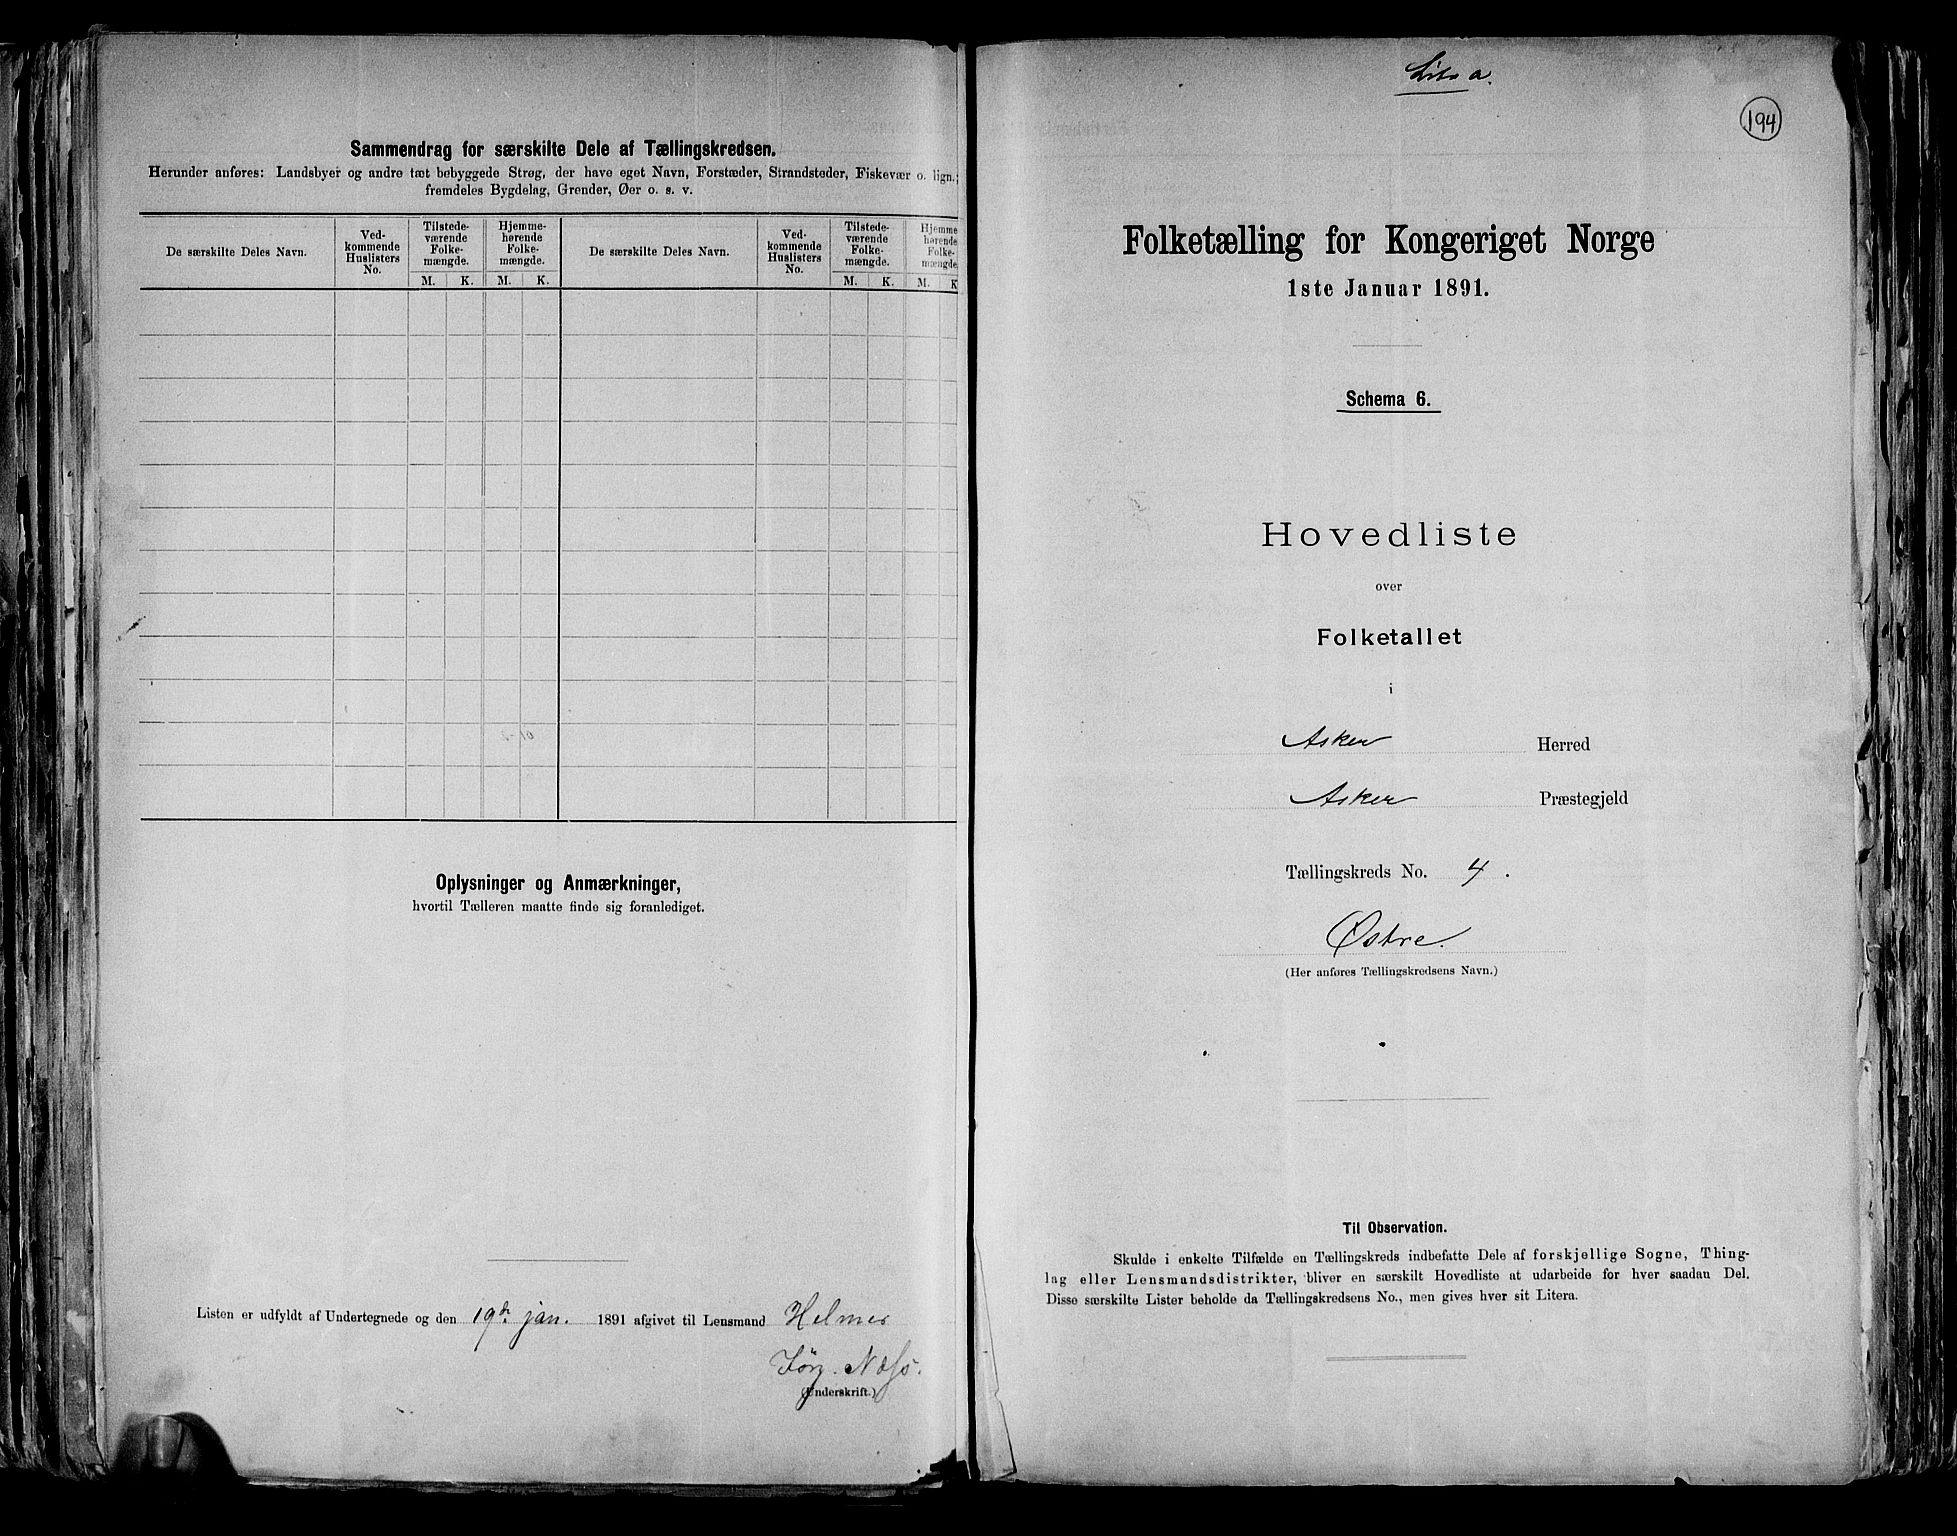 Sammendrag for særskilte Dele af Tællingskredsen.
Herunder anføres: Landsbyer og andre tæt bebyggede Strøg, der have eget Navn, Forstæder, Strandsteder, Fiskevær o. lign.;
fremdeles Bygdelag, Grender, Øer o. s. v.
De særskilte Deles Navn.
Ved-
kommende
Huslisters
No.
Tilstede-
værende
Folke-
mængde.
Hjemme-
hørende
Folke-
mængde.
De særskilte Deles Navn.
Ved-
kommende
Huslisters
No.
Tilstede-
værende
Folke-
mængde.
Hjemme
hørende
Folke-
mængde.
M. K. M. K. M. K. M. K
Oplysninger og Anmærkninger,
hvortil Tælleren maatte finde sig foranlediget.
Listen er udfyldt af Undertegnede og den 19de jan. 1891 afgivet til Lensmand Helmer
Jörg. Næss.
(Underskrift.)
Litr a.
194
Folketælling for Kongeriget Norge
1ste Januar 1891.
Schema 6.
Hovedliste
over
Folketallet
i
Asker Herred
Asker Præstegjeld
Tællingskreds No. 4.
Østre.
(Her anføres Tællingskredsens Navn.)
Til Observation.
Skulde i enkelte Tilfælde en Tællingskreds indbefatte Dele af forskjellige Sogne, Thing-
lag eller Lensmandsdistrikter, bliver en særskilt Hovedliste at udarbeide for hver saadan Del.
Disse særskilte Lister beholde da Tællingskredsens No., men gives hver sit Litera.